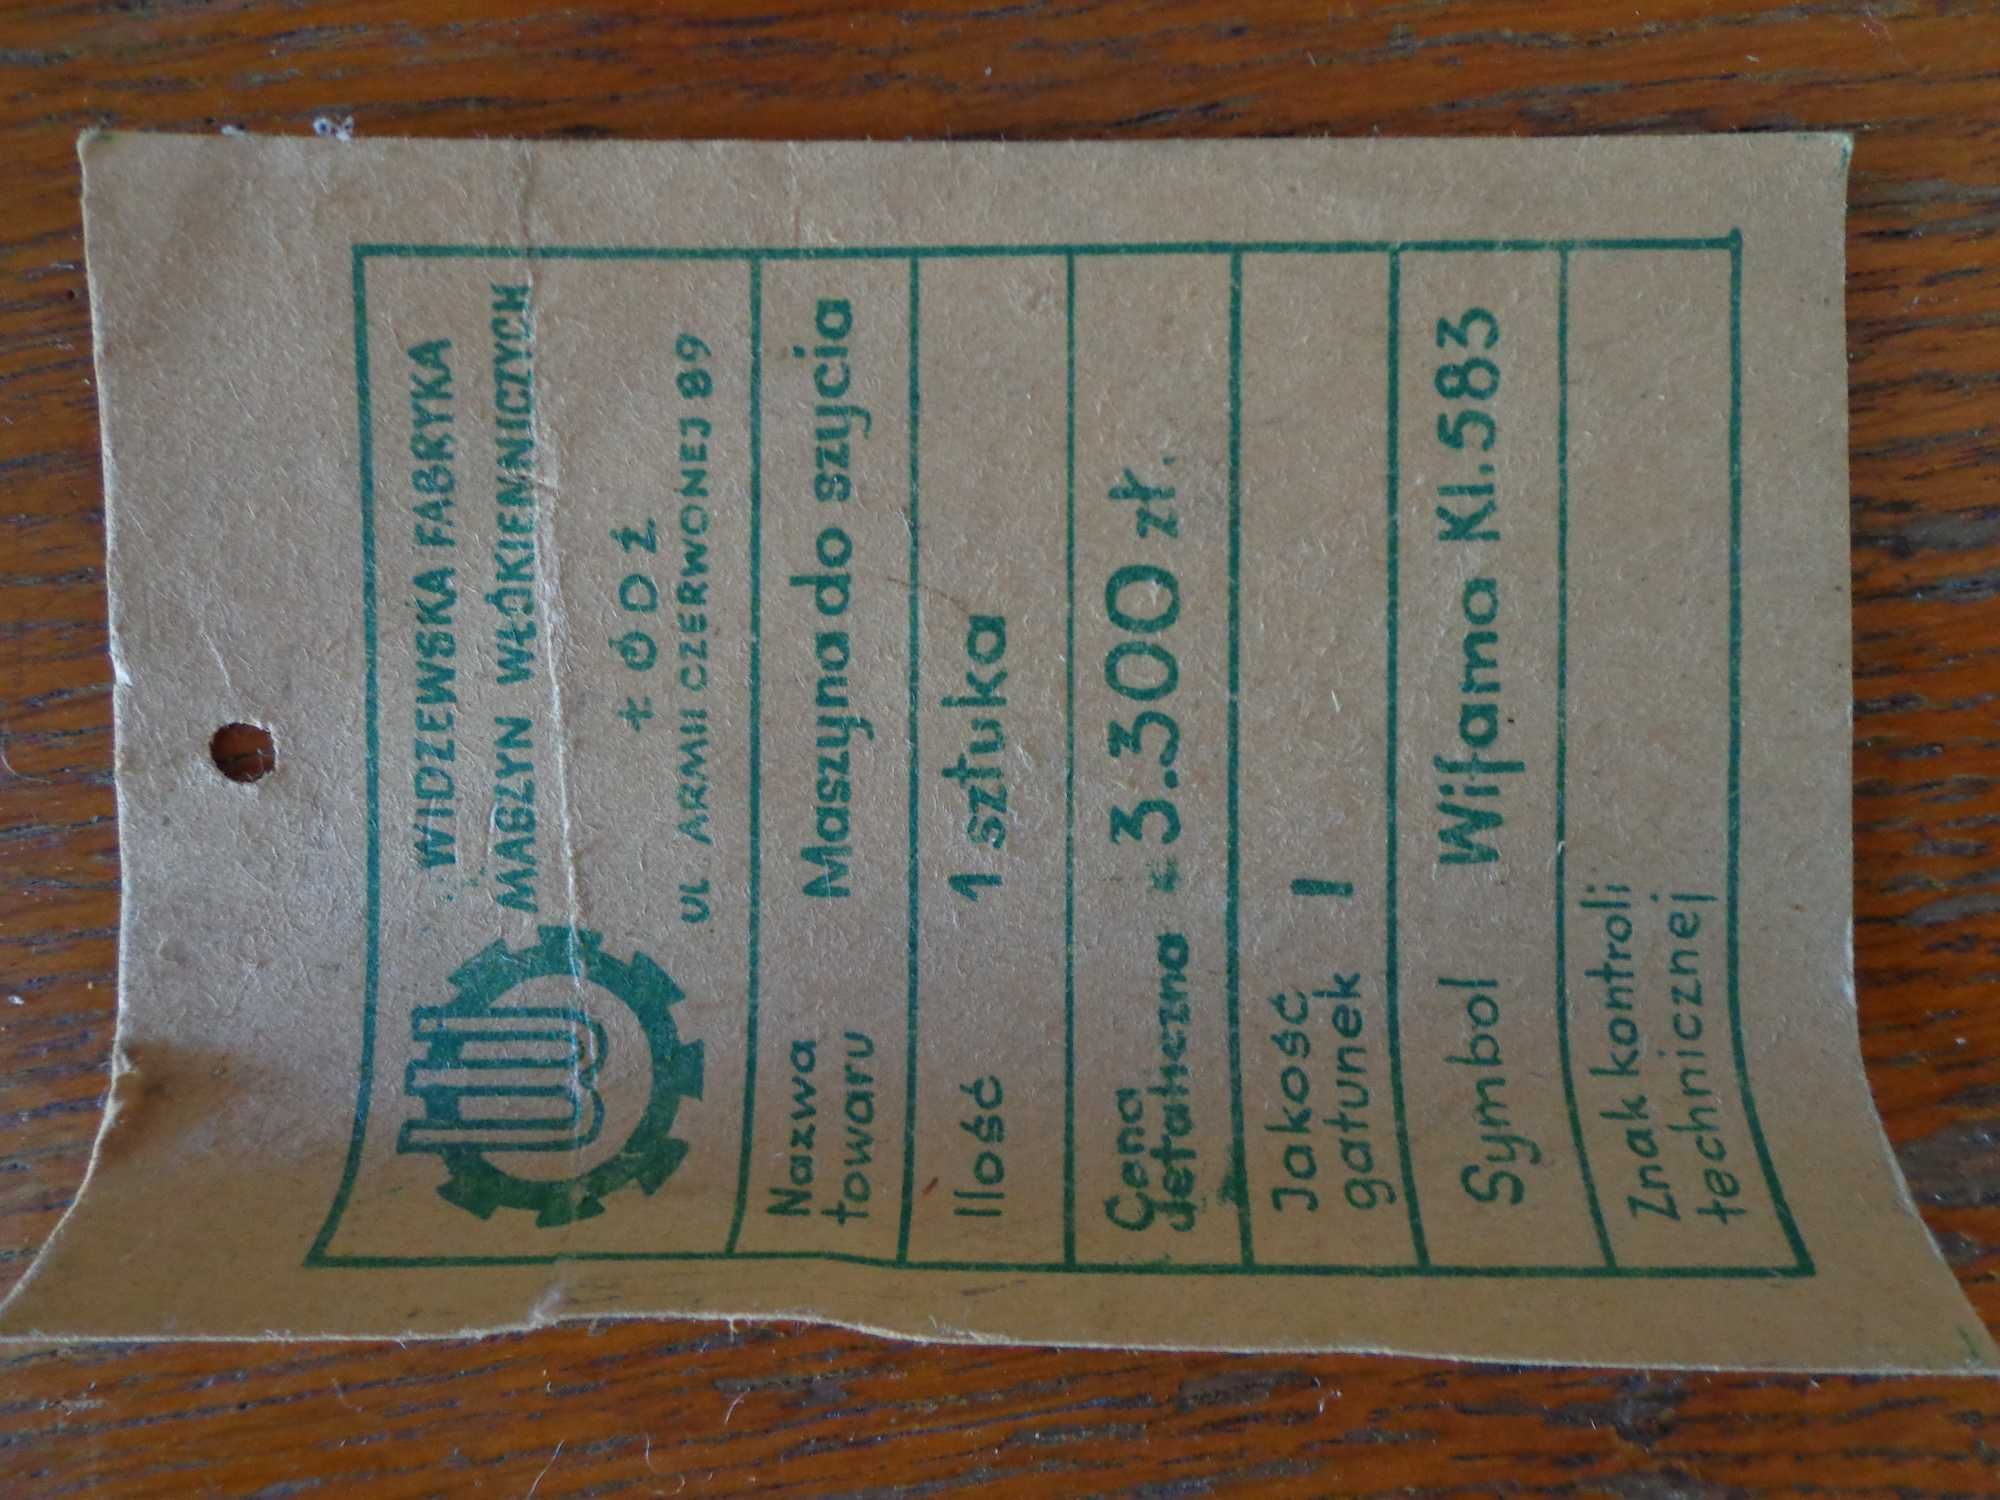 WIDZEWSKA FABRYKA
MASZYN WŁÓKIENNICZYCH
ŁÓDŹ
UL. ARMII CZERWONEJ 89
Nazwa towaru Maszyna do szycia
Ilość 1 sztuka
Cena detaliczna 3.300 zł.
Jakość gatunek I
Symbol Wifama Kl.583
Znak kontroli
technicznej